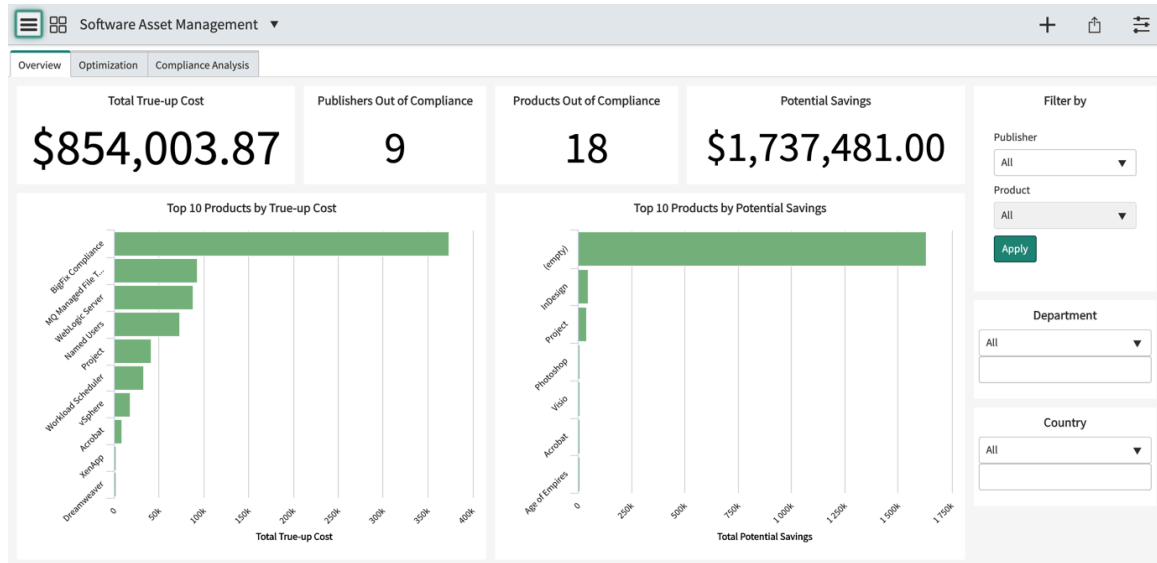 Software Asset Management
Overview
Optimization
Compliance Analysis
Total True-up Cost
$854,003.87
Publishers Out of Compliance
9
Products Out of Compliance
18
Potential Savings
$1,737,481.00
Filter by
Publisher
All
Product
All
Apply
Department
All
Country
All
Top 10 Products by True-up Cost
BigFix Compliance
MQ Managed File T...
WebLogic Server
Named Users
Project
Workload Scheduler
vSphere
Acrobat
XenApp
Dreamweaver
0
50k
100k
150k
200k
250k
300k
350k
400k
Total True-up Cost
Top 10 Products by Potential Savings
(empty)
InDesign
Project
Photoshop
Visio
Acrobat
Age of Empires
0
250k
500k
750k
1 000k
1 250k
1 500k
1 750k
Total Potential Savings